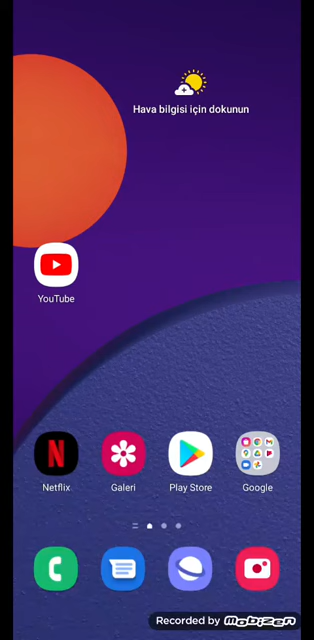 Hava bilgisi için dokunun
YouTube
Netflix
Galeri
Play Store
Google
Recorded by Mobizen